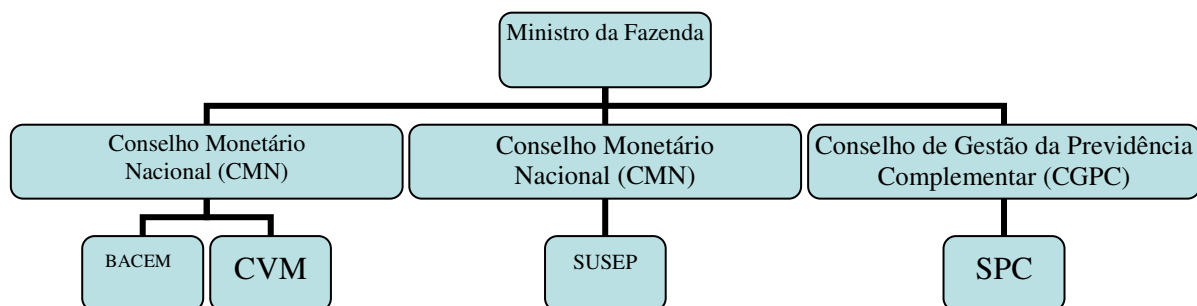 Ministro da Fazenda
Conselho Monetário
Nacional (CMN)
Conselho Monetário
Nacional (CMN)
Conselho de Gestão da Previdência
Complementar (CGPC)
BACEM
CVM
SUSEP
SPC